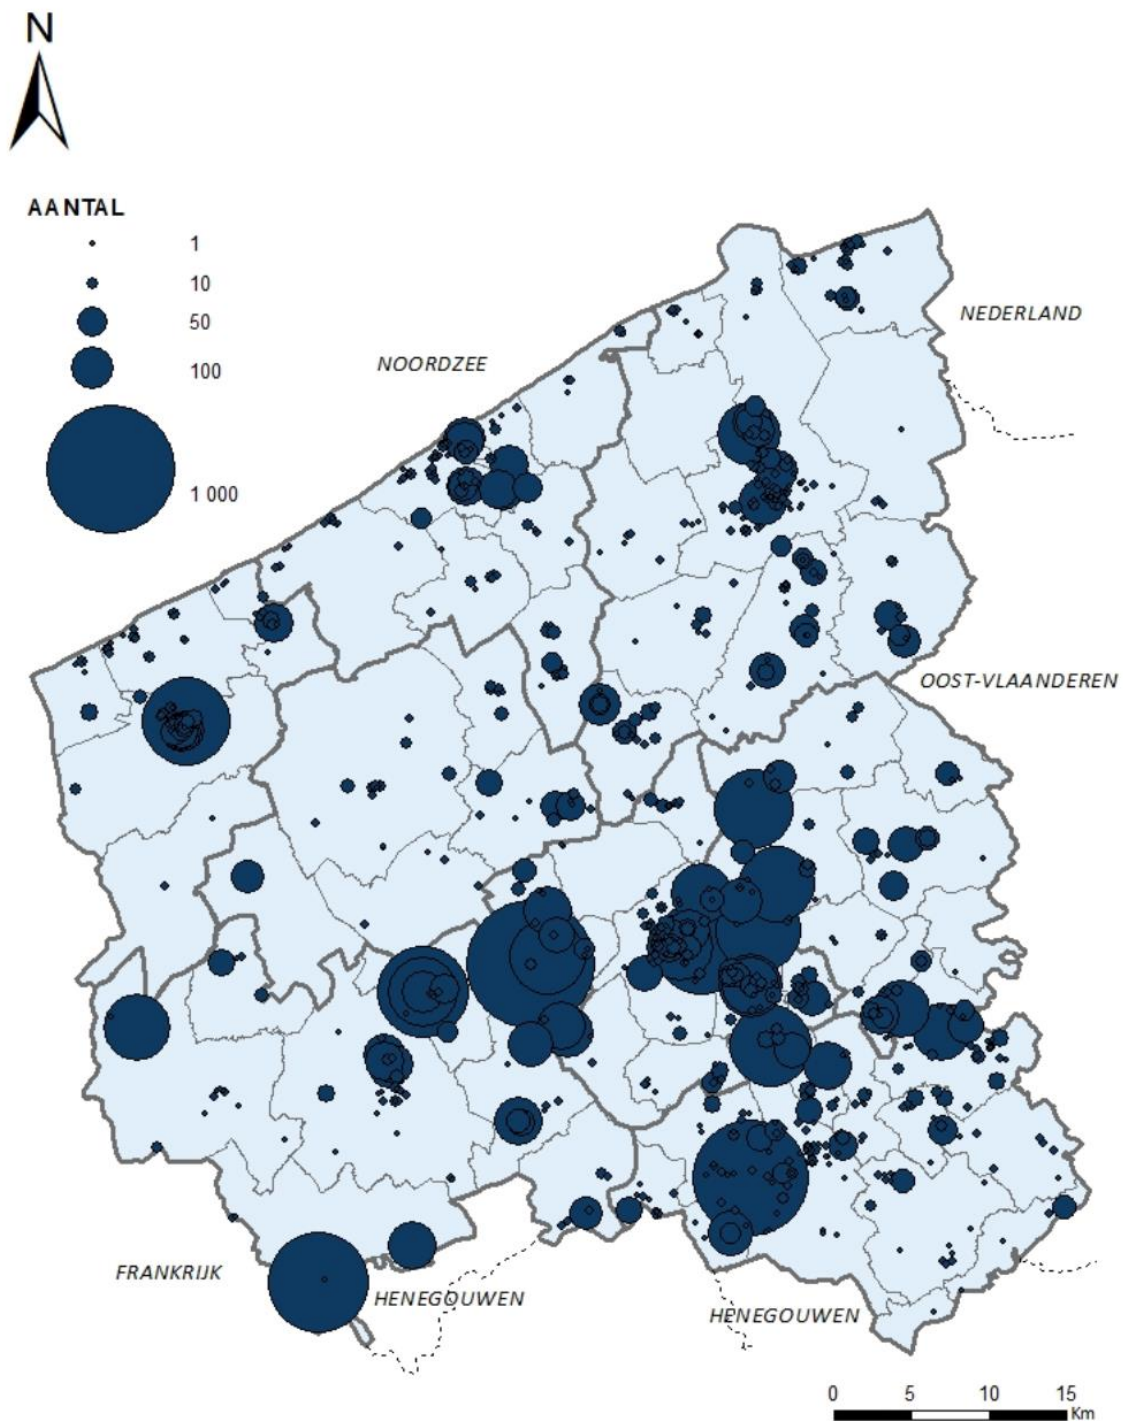 N
AANTAL
1
10
50
100
1 000
NOORDZEE
NEDERLAND
OOST-VLAANDEREN
FRANKRIJK
HENEGOUWEN
HENEGOUWEN
0 5 10 15
Km